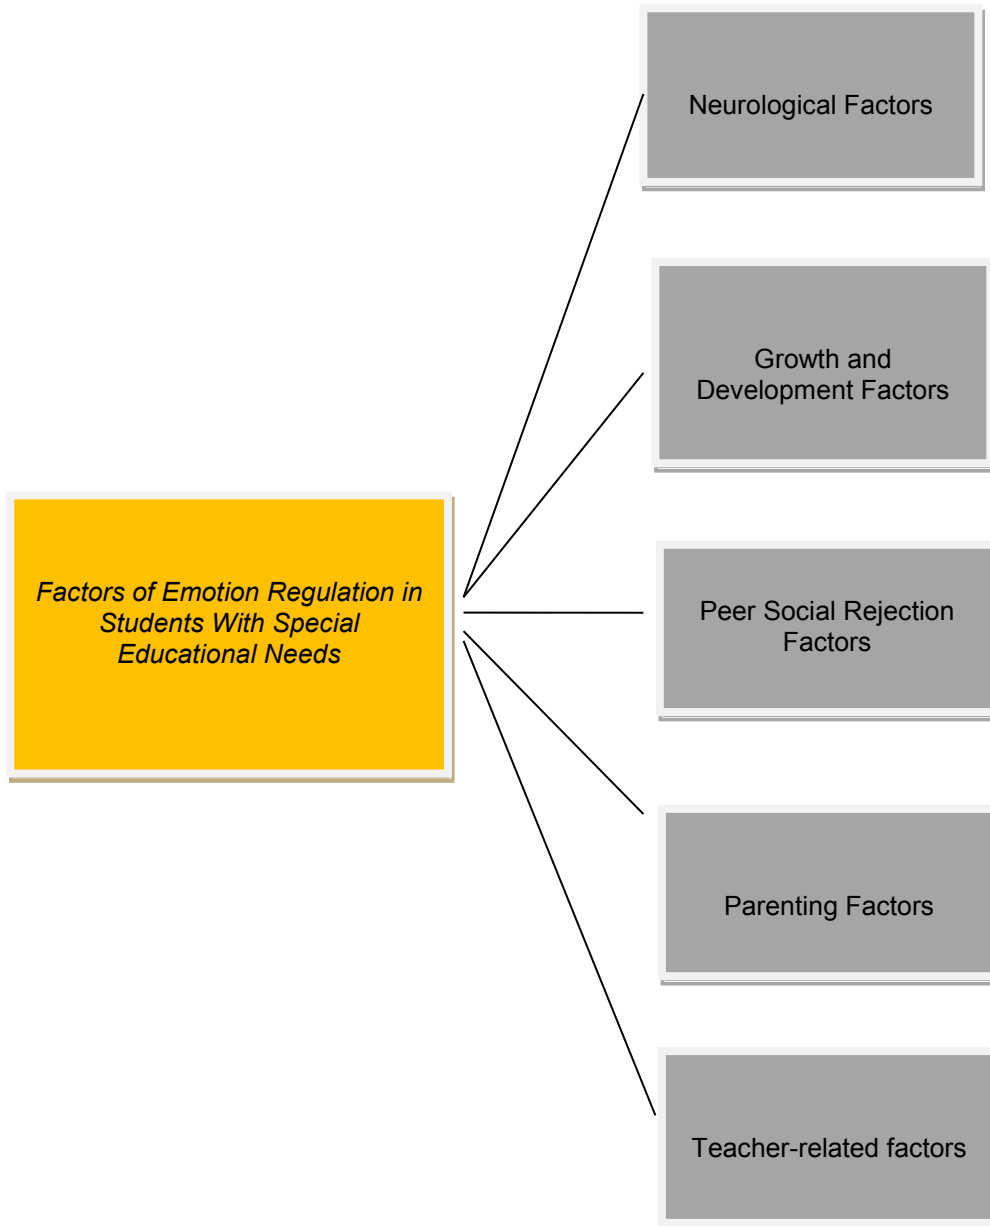 Neurological Factors
Growth and
Development Factors
Factors of Emotion Regulation in
Students With Special
Educational Needs
Peer Social Rejection
Factors
Parenting Factors
Teacher-related factors